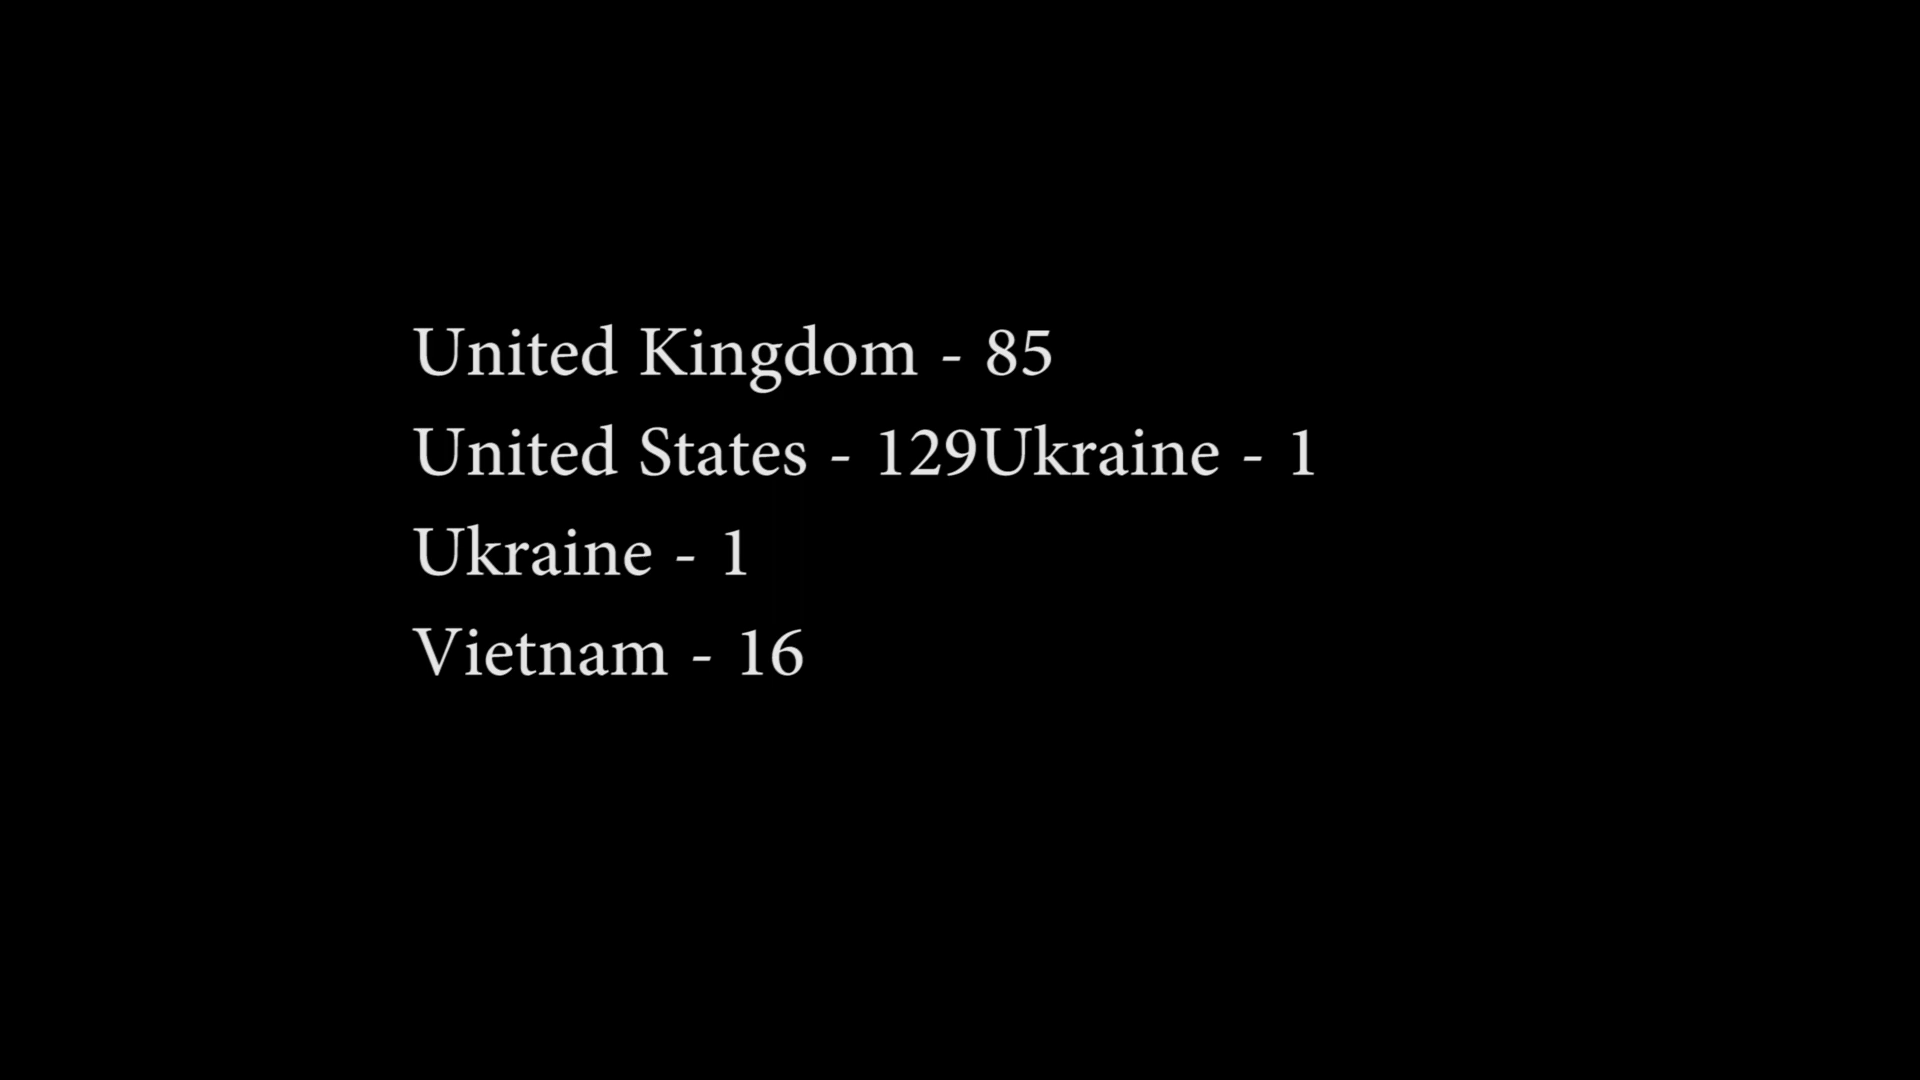 United Kingdom - 85
United States - 129Ukraine - 1
Ukraine - 1
Vietnam - 16